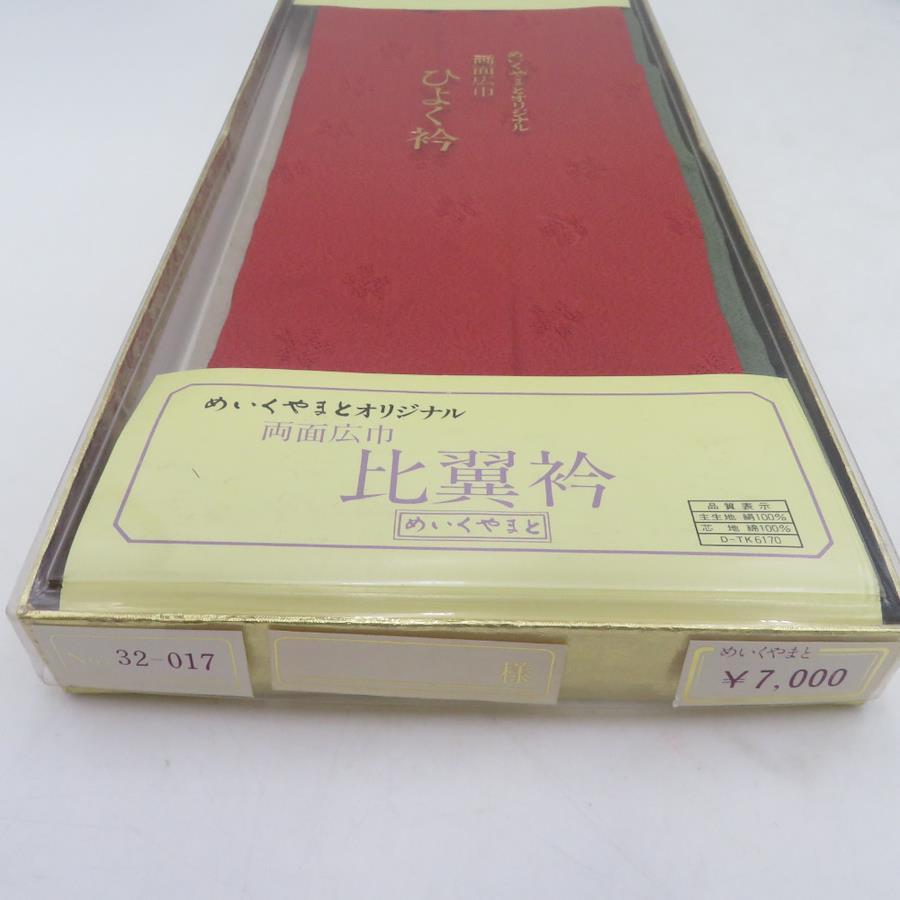 めいくやまとオリジナル
両面広巾
ひよく衿
めいくやまとオリジナル
両面広巾
比翼衿
めいくやまと
品質表示
主生地 絹100%
芯地 綿100%
D-TK6170
No. 32-017
様
めいくやまと
¥7,000